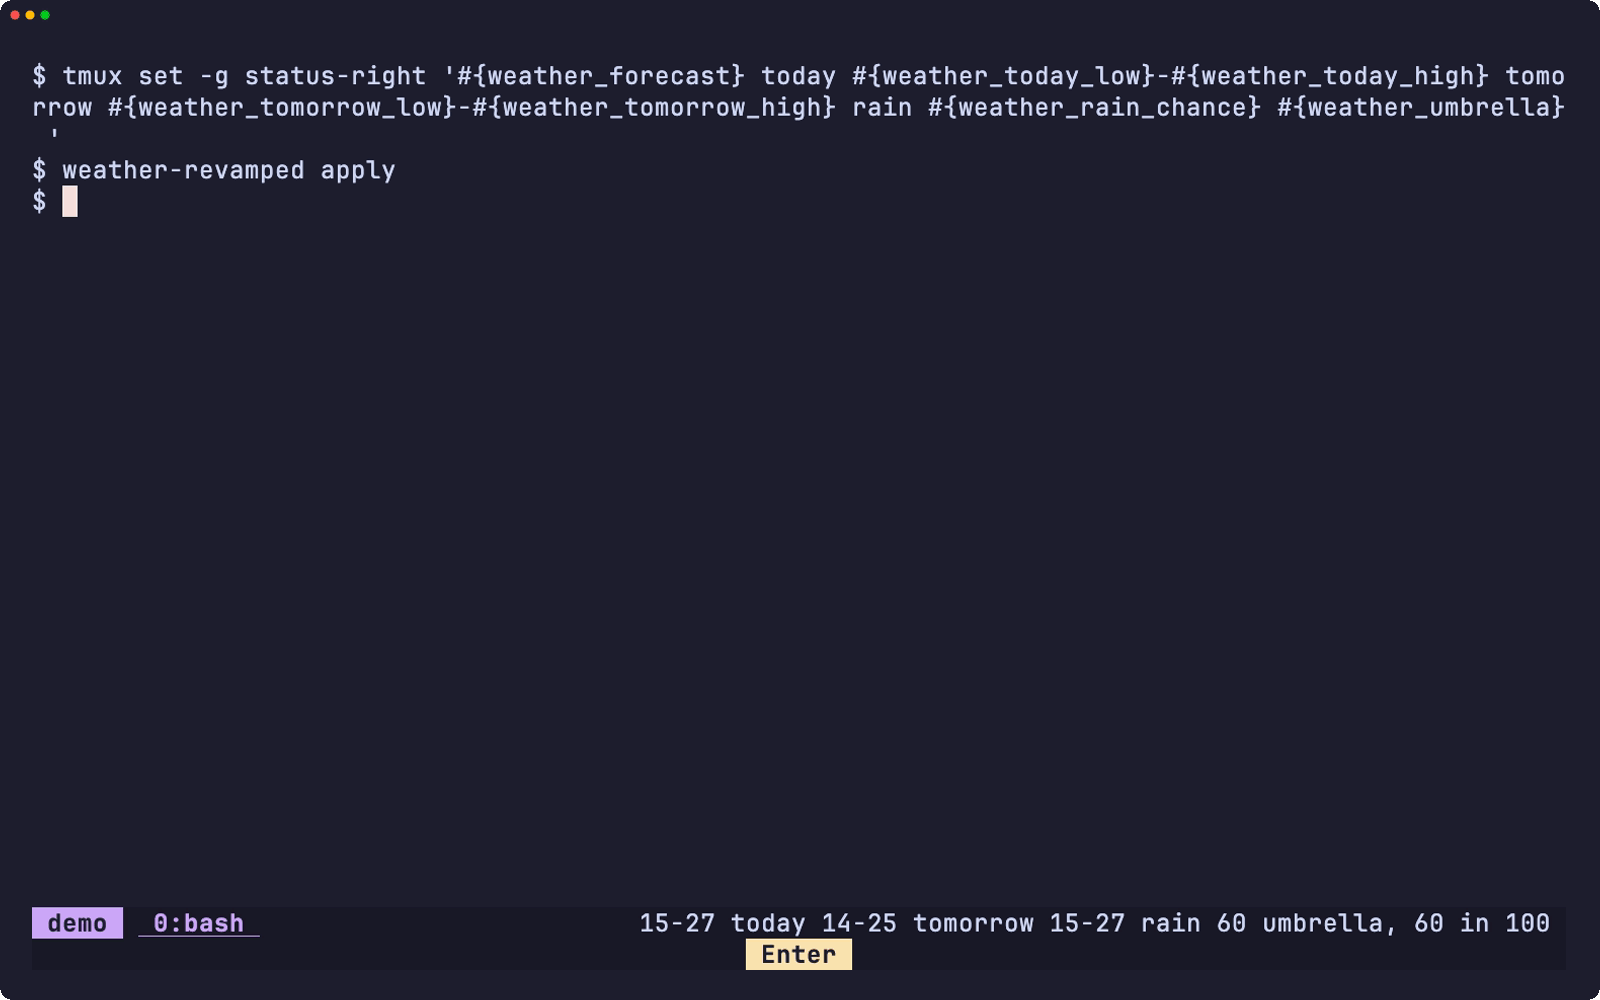 $ tmux set -g status-right '#{weather_forecast} today #{weather_today_low}-#{weather_today_high} tomo
rrow #{weather_tomorrow_low}-#{weather_tomorrow_high} rain #{weather_rain_chance} #{weather_umbrella}
 '
$ weather-revamped apply
$
demo 0:bash 15-27 today 14-25 tomorrow 15-27 rain 60 umbrella, 60 in 100
Enter